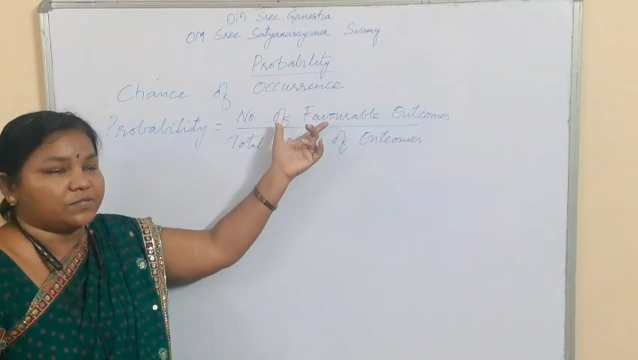 OM Sree Ganesha
OM Sree Satyanarayana Swamy
Probability
Chance of Occurrence
Probability = No of Favourable Outcomes
Total of Outcomes